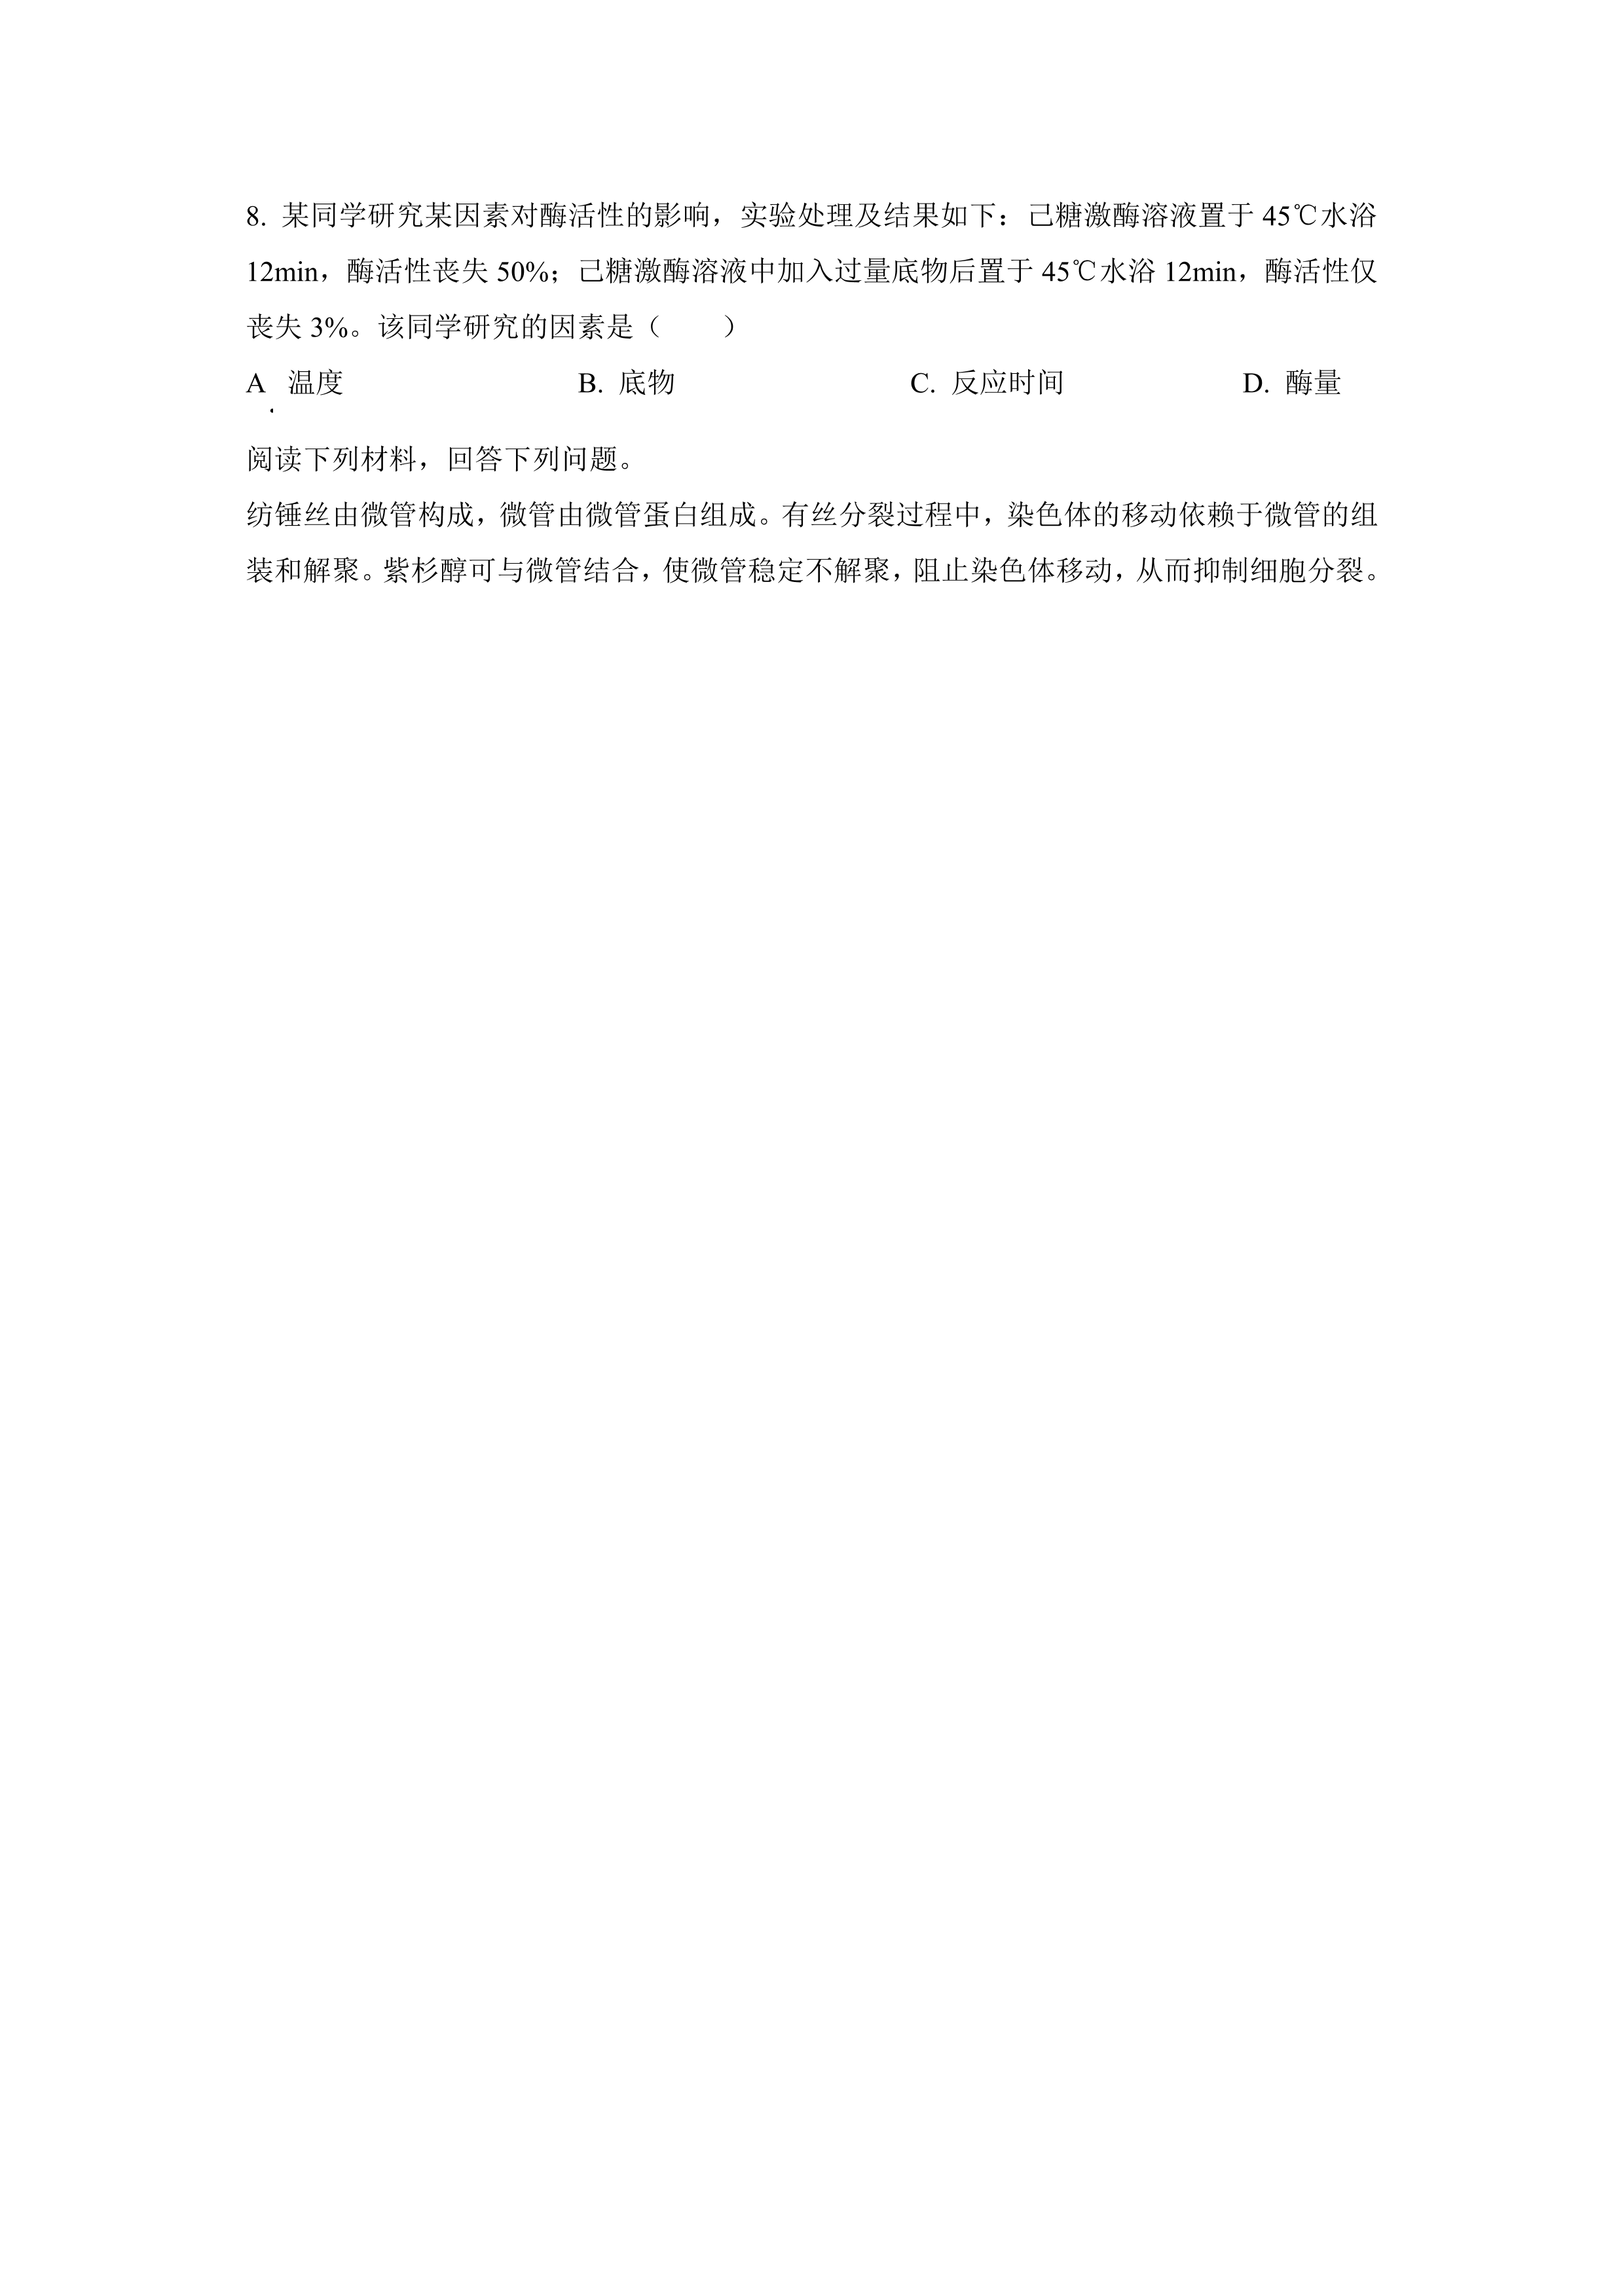 8. 某同学研究某因素对酶活性的影响，实验处理及结果如下：己糖激酶溶液置于 45℃水浴
12min，酶活性丧失 50%；己糖激酶溶液中加入过量底物后置于 45℃水浴 12min，酶活性仅
丧失 3%。该同学研究的因素是（　　）
A . 温度 B. 底物 C. 反应时间 D. 酶量
阅读下列材料，回答下列问题。
纺锤丝由微管构成，微管由微管蛋白组成。有丝分裂过程中，染色体的移动依赖于微管的组
装和解聚。紫杉醇可与微管结合，使微管稳定不解聚，阻止染色体移动，从而抑制细胞分裂。